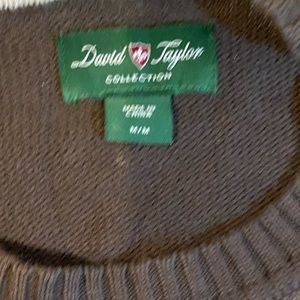 David Taylor
COLLECTION
MADE IN
CHINA
M/M